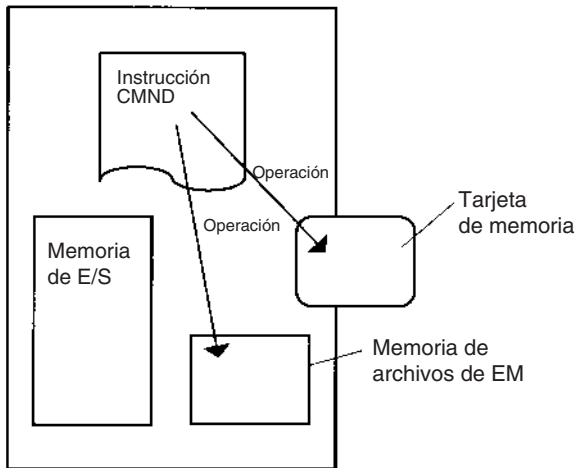 Instrucción
CMND
Operación
Operación
Tarjeta
de memoria
Memoria
de E/S
Memoria de
archivos de EM